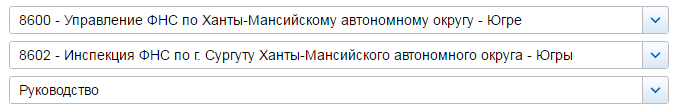 8600 - Управление ФНС по Ханты-Мансийскому автономному округу - Югре
8602 - Инспекция ФНС по г. Сургуту Ханты-Мансийского автономного округа - Югры
Руководство